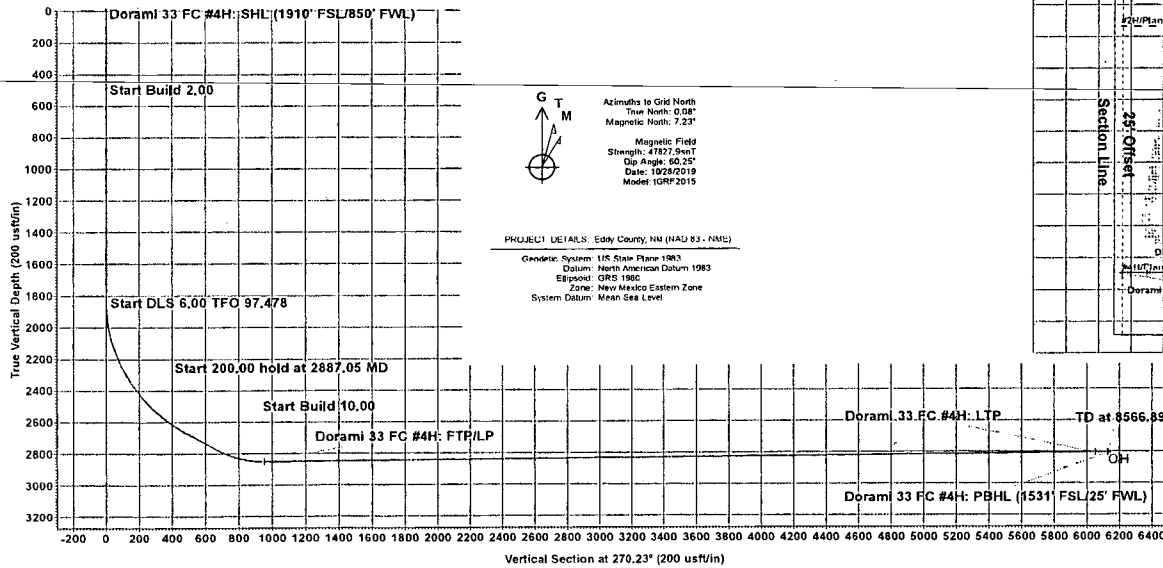 Dorami 33 FC #4H: SHL (1910' FSL/850' FWL)
Start Build 2.00
Start DLS 6.00 TFO 97.478
Start 200.00 hold at 2887.05 MD
Start Build 10.00
Dorami 33 FC #4H: FTP/LP
Dorami 33 FC #4H: LTP
TD at 8566.89
OH
Dorami 33 FC #4H: PBHL (1531' FSL/25' FWL)
True Vertical Depth (200 usft/in)
0
200
400
600
800
1000
1200
1400
1600
1800
2000
2200
2400
2600
2800
3000
3200
-200 0 200 400 600 800 1000 1200 1400 1600 1800 2000 2200 2400 2600 2800 3000 3200 3400 3600 3800 4000 4200 4400 4600 4800 5000 5200 5400 5600 5800 6000 6200 6400
Vertical Section at 270.23° (200 usft/in)
G
T
M
Azimuths to Grid North
True North: 0.08°
Magnetic North: 7.23°
Magnetic Field
Strength: 47827.9snT
Dip Angle: 60.25°
Date: 10/28/2019
Model: IGRF2015
PROJECT DETAILS: Eddy County, NM (NAD 83 - NME)
Geodetic System: US State Plane 1983
Datum: North American Datum 1983
Ellipsoid: GRS 1980
Zone: New Mexico Eastern Zone
System Datum: Mean Sea Level
#2H/Plan
Section Line
25' Offset
D
#4H/Plan
Dorami